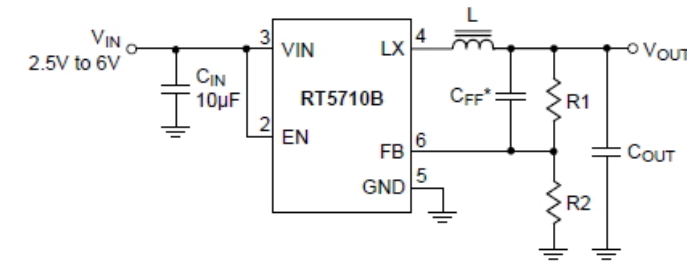 VIN
2.5V to 6V
CIN
10µF
3
VIN
2
EN
RT5710B
LX
4
FB
6
GND
5
L
CFF*
R1
R2
COUT
VOUT